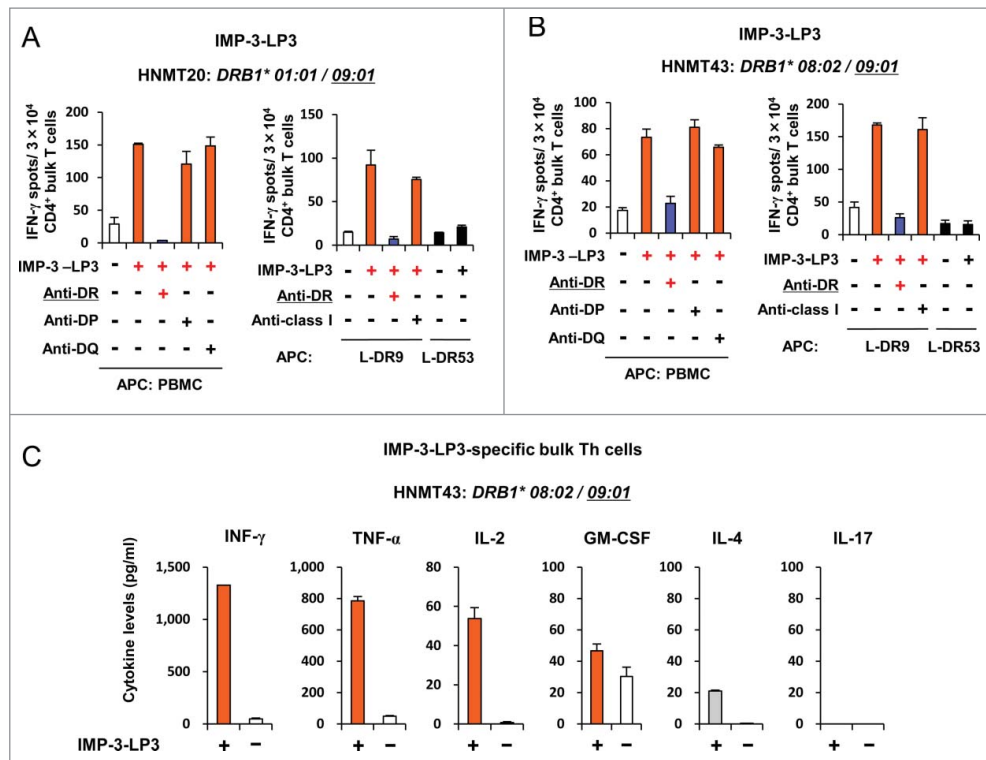 A
IMP-3-LP3
HNMT20: DRB1* 01:01 / 09:01
IFN-γ spots/ 3 × 10⁴
CD4⁺ bulk T cells
200
150
100
50
0
IMP-3 –LP3 - + + + +
Anti-DR - - + - -
Anti-DP - - - + -
Anti-DQ - - - - +
APC: PBMC
IFN-γ spots/ 3 × 10⁴
CD4⁺ bulk T cells
150
100
50
0
IMP-3-LP3 - + + + - +
Anti-DR - - + - - -
Anti-class I - - - + - -
APC: L-DR9 L-DR53
B
IMP-3-LP3
HNMT43: DRB1* 08:02 / 09:01
IFN-γ spots/ 3 × 10⁴
CD4⁺ bulk T cells
100
80
60
40
20
0
IMP-3 –LP3 - + + + +
Anti-DR - - + - -
Anti-DP - - - + -
Anti-DQ - - - - +
APC: PBMC
IFN-γ spots/ 3 × 10⁴
CD4⁺ bulk T cells
200
150
100
50
0
IMP-3-LP3 - + + + - +
Anti-DR - - + - - -
Anti-class I - - - + - -
APC: L-DR9 L-DR53
C
IMP-3-LP3-specific bulk Th cells
HNMT43: DRB1* 08:02 / 09:01
Cytokine levels (pg/ml)
INF-γ
1,500
1,000
500
0
TNF-α
1,000
800
600
400
200
0
IL-2
80
60
40
20
0
GM-CSF
100
80
60
40
20
0
IL-4
100
80
60
40
20
0
IL-17
100
80
60
40
20
0
IMP-3-LP3 + − + − + − + − + − + −